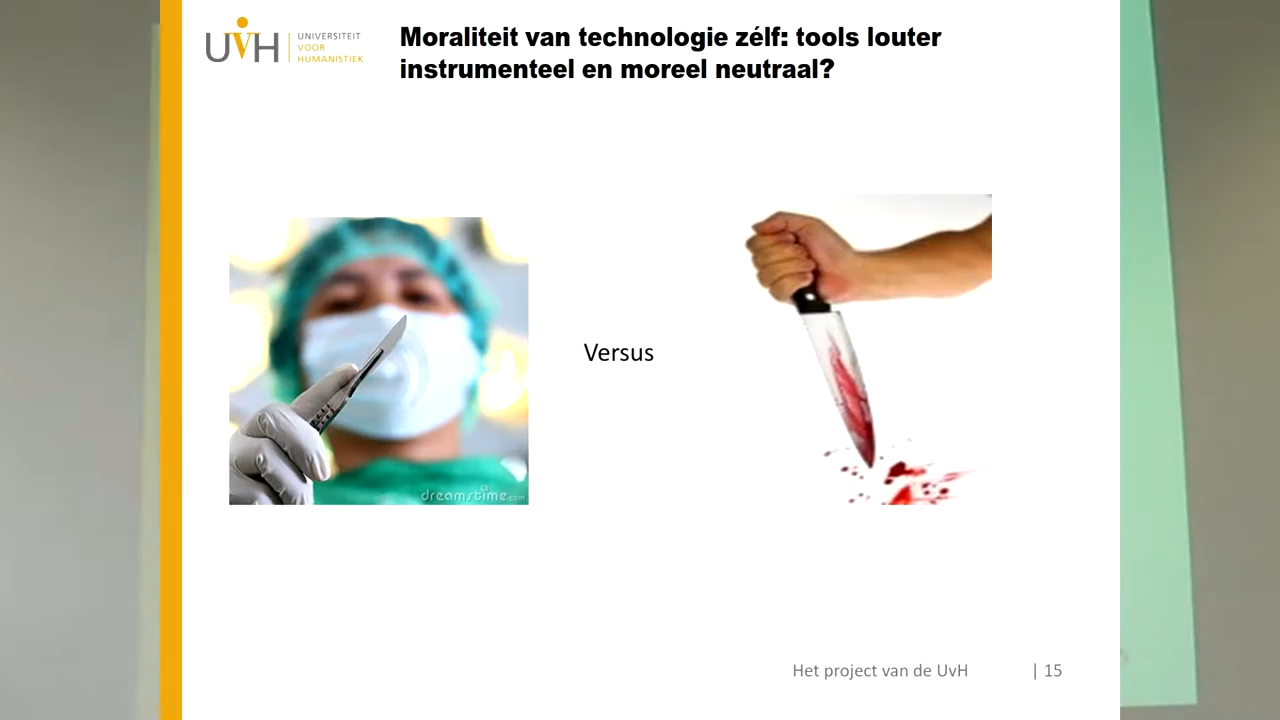 UVH
UNIVERSITEIT
VOOR
HUMANISTIEK
Moraliteit van technologie zélf: tools louter
instrumenteel en moreel neutraal?
Versus
dreamstime.com
Het project van de UvH | 15